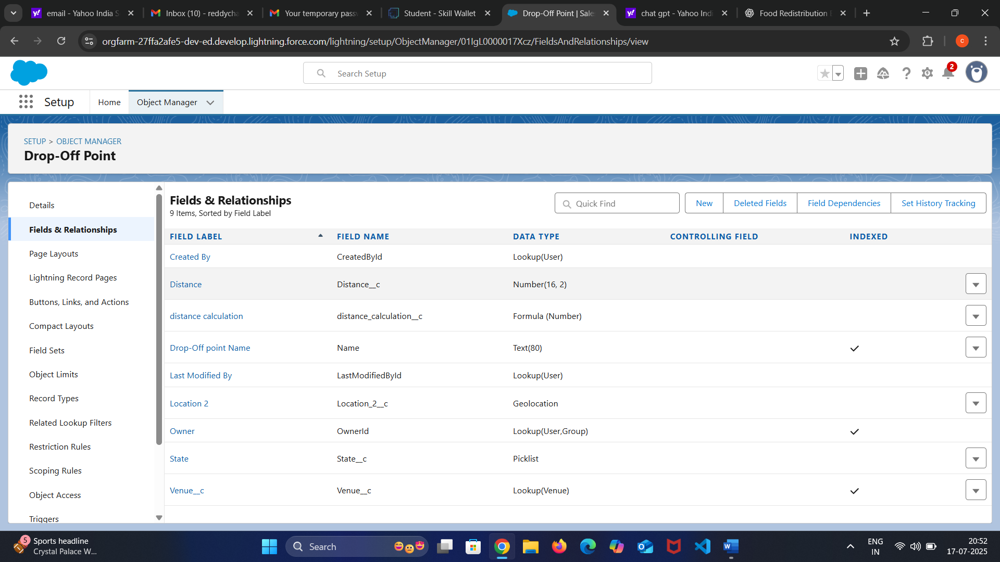 email - Yahoo India S
Inbox (10) - reddycha
Your temporary passw
Student - Skill Wallet
Drop-Off Point | Sale
chat gpt - Yahoo Indi
Food Redistribution
orgfarm-27ffa2afe5-dev-ed.develop.lightning.force.com/lightning/setup/ObjectManager/01IgL0000017Xcz/FieldsAndRelationships/view
C
Search Setup
2
Setup
Home
Object Manager
SETUP > OBJECT MANAGER
Drop-Off Point
Details
Fields & Relationships
Page Layouts
Lightning Record Pages
Buttons, Links, and Actions
Compact Layouts
Field Sets
Object Limits
Record Types
Related Lookup Filters
Restriction Rules
Scoping Rules
Object Access
Triggers
Fields & Relationships
9 Items, Sorted by Field Label
Quick Find
New
Deleted Fields
Field Dependencies
Set History Tracking
FIELD LABEL FIELD NAME DATA TYPE CONTROLLING FIELD INDEXED
Created By CreatedById Lookup(User)
Distance Distance__c Number(16, 2)
distance calculation distance_calculation__c Formula (Number)
Drop-Off point Name Name Text(80)
Last Modified By LastModifiedById Lookup(User)
Location 2 Location_2__c Geolocation
Owner OwnerId Lookup(User,Group)
State State__c Picklist
Venue__c Venue__c Lookup(Venue)
5
Sports headline
Crystal Palace W...
Search
ENG
IN
20:52
17-07-2025